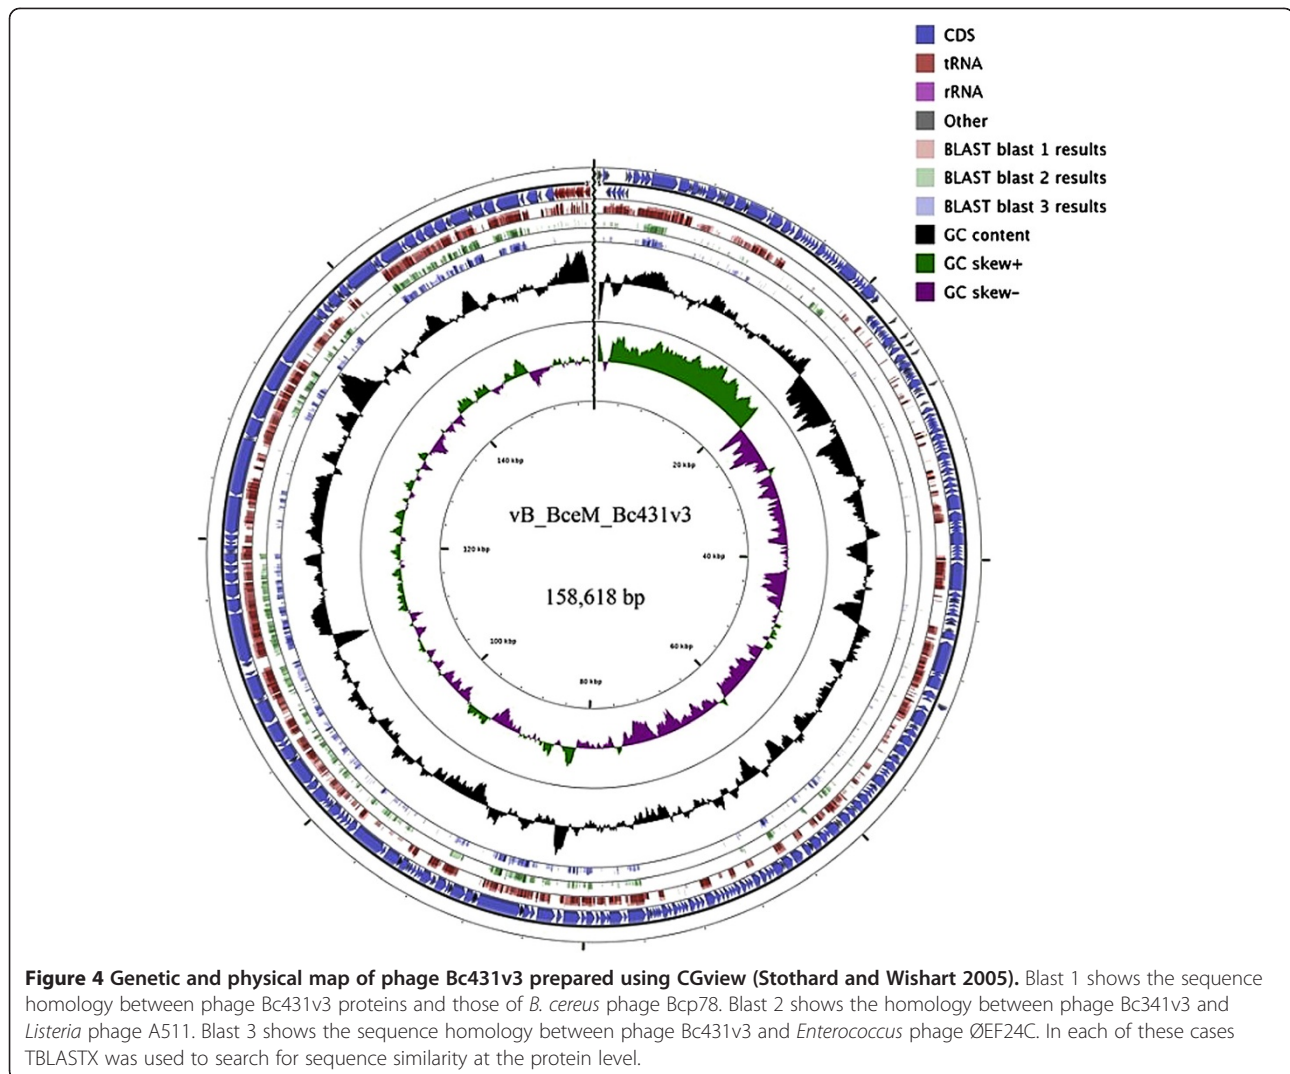 CDS
tRNA
rRNA
Other
BLAST blast 1 results
BLAST blast 2 results
BLAST blast 3 results
GC content
GC skew+
GC skew-
140 kbp
20 kbp
vB_BceM_Bc431v3
120 kbp
40 kbp
158,618 bp
100 kbp
60 kbp
80 kbp
Figure 4 Genetic and physical map of phage Bc431v3 prepared using CGview (Stothard and Wishart 2005). Blast 1 shows the sequence
homology between phage Bc431v3 proteins and those of B. cereus phage Bcp78. Blast 2 shows the homology between phage Bc341v3 and
Listeria phage A511. Blast 3 shows the sequence homology between phage Bc431v3 and Enterococcus phage ØEF24C. In each of these cases
TBLASTX was used to search for sequence similarity at the protein level.